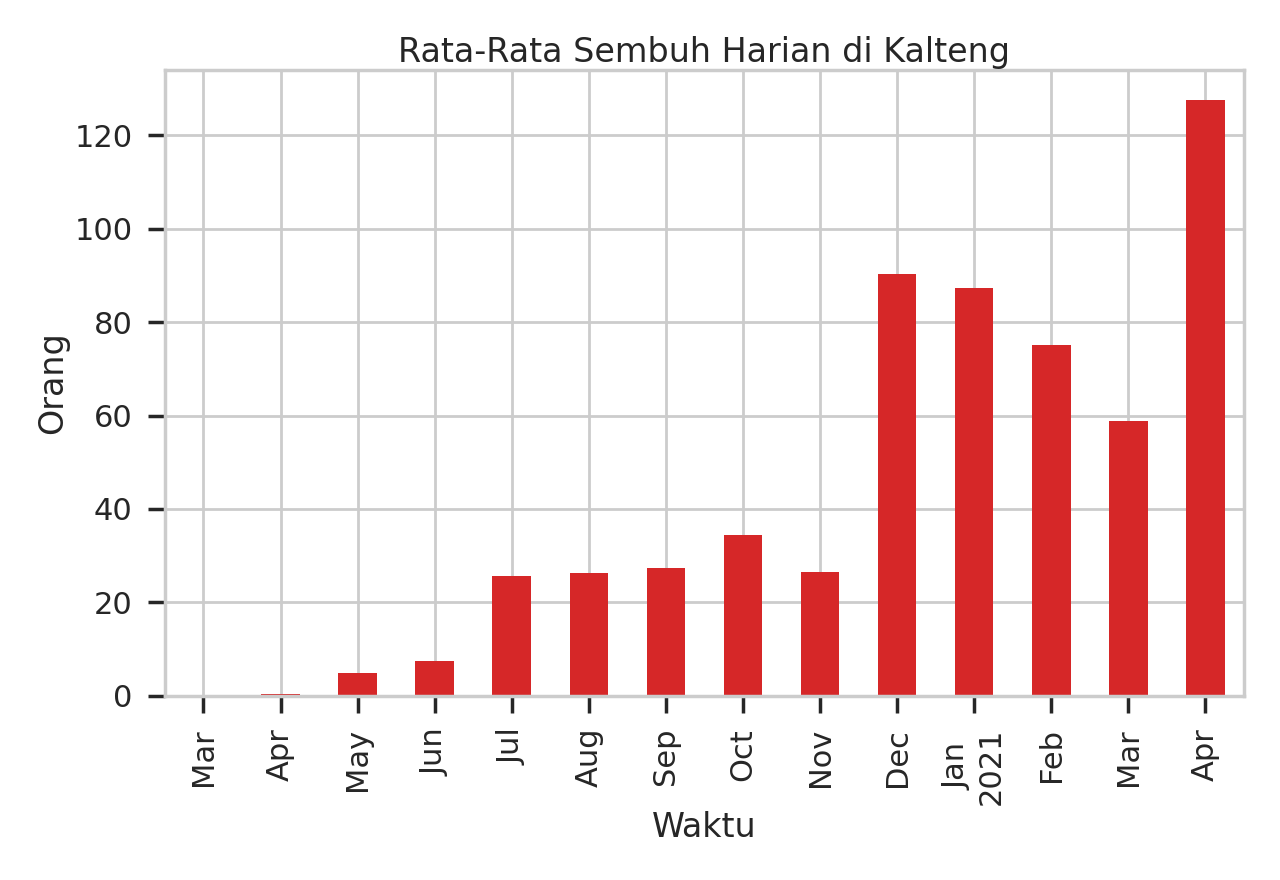 Rata-Rata Sembuh Harian di Kalteng
Orang
120
100
80
60
40
20
0
Mar
Apr
May
Jun
Jul
Aug
Sep
Oct
Nov
Dec
Jan
2021
Feb
Mar
Apr
Waktu